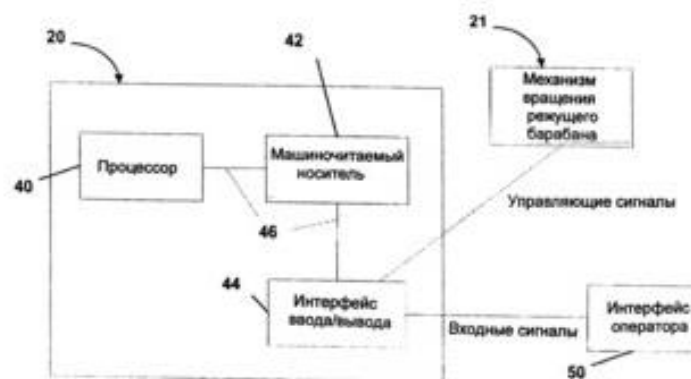 20
42
21
Механизм
вращения
режущего
барабана
Процессор
Машиночитаемый
носитель
40
46
Управляющие сигналы
44
Интерфейс
ввода/вывода
Входные сигналы
Интерфейс
оператора
50